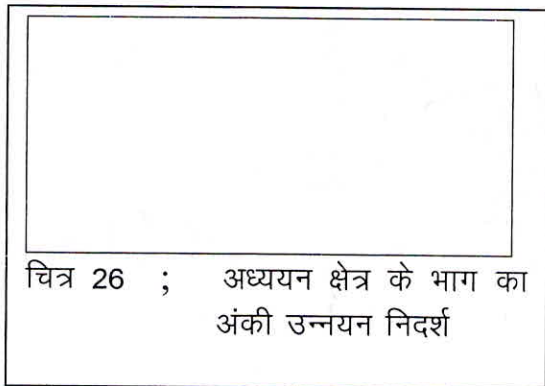 चित्र 26 ; अध्ययन क्षेत्र के भाग का
अंकी उन्नयन निदर्श